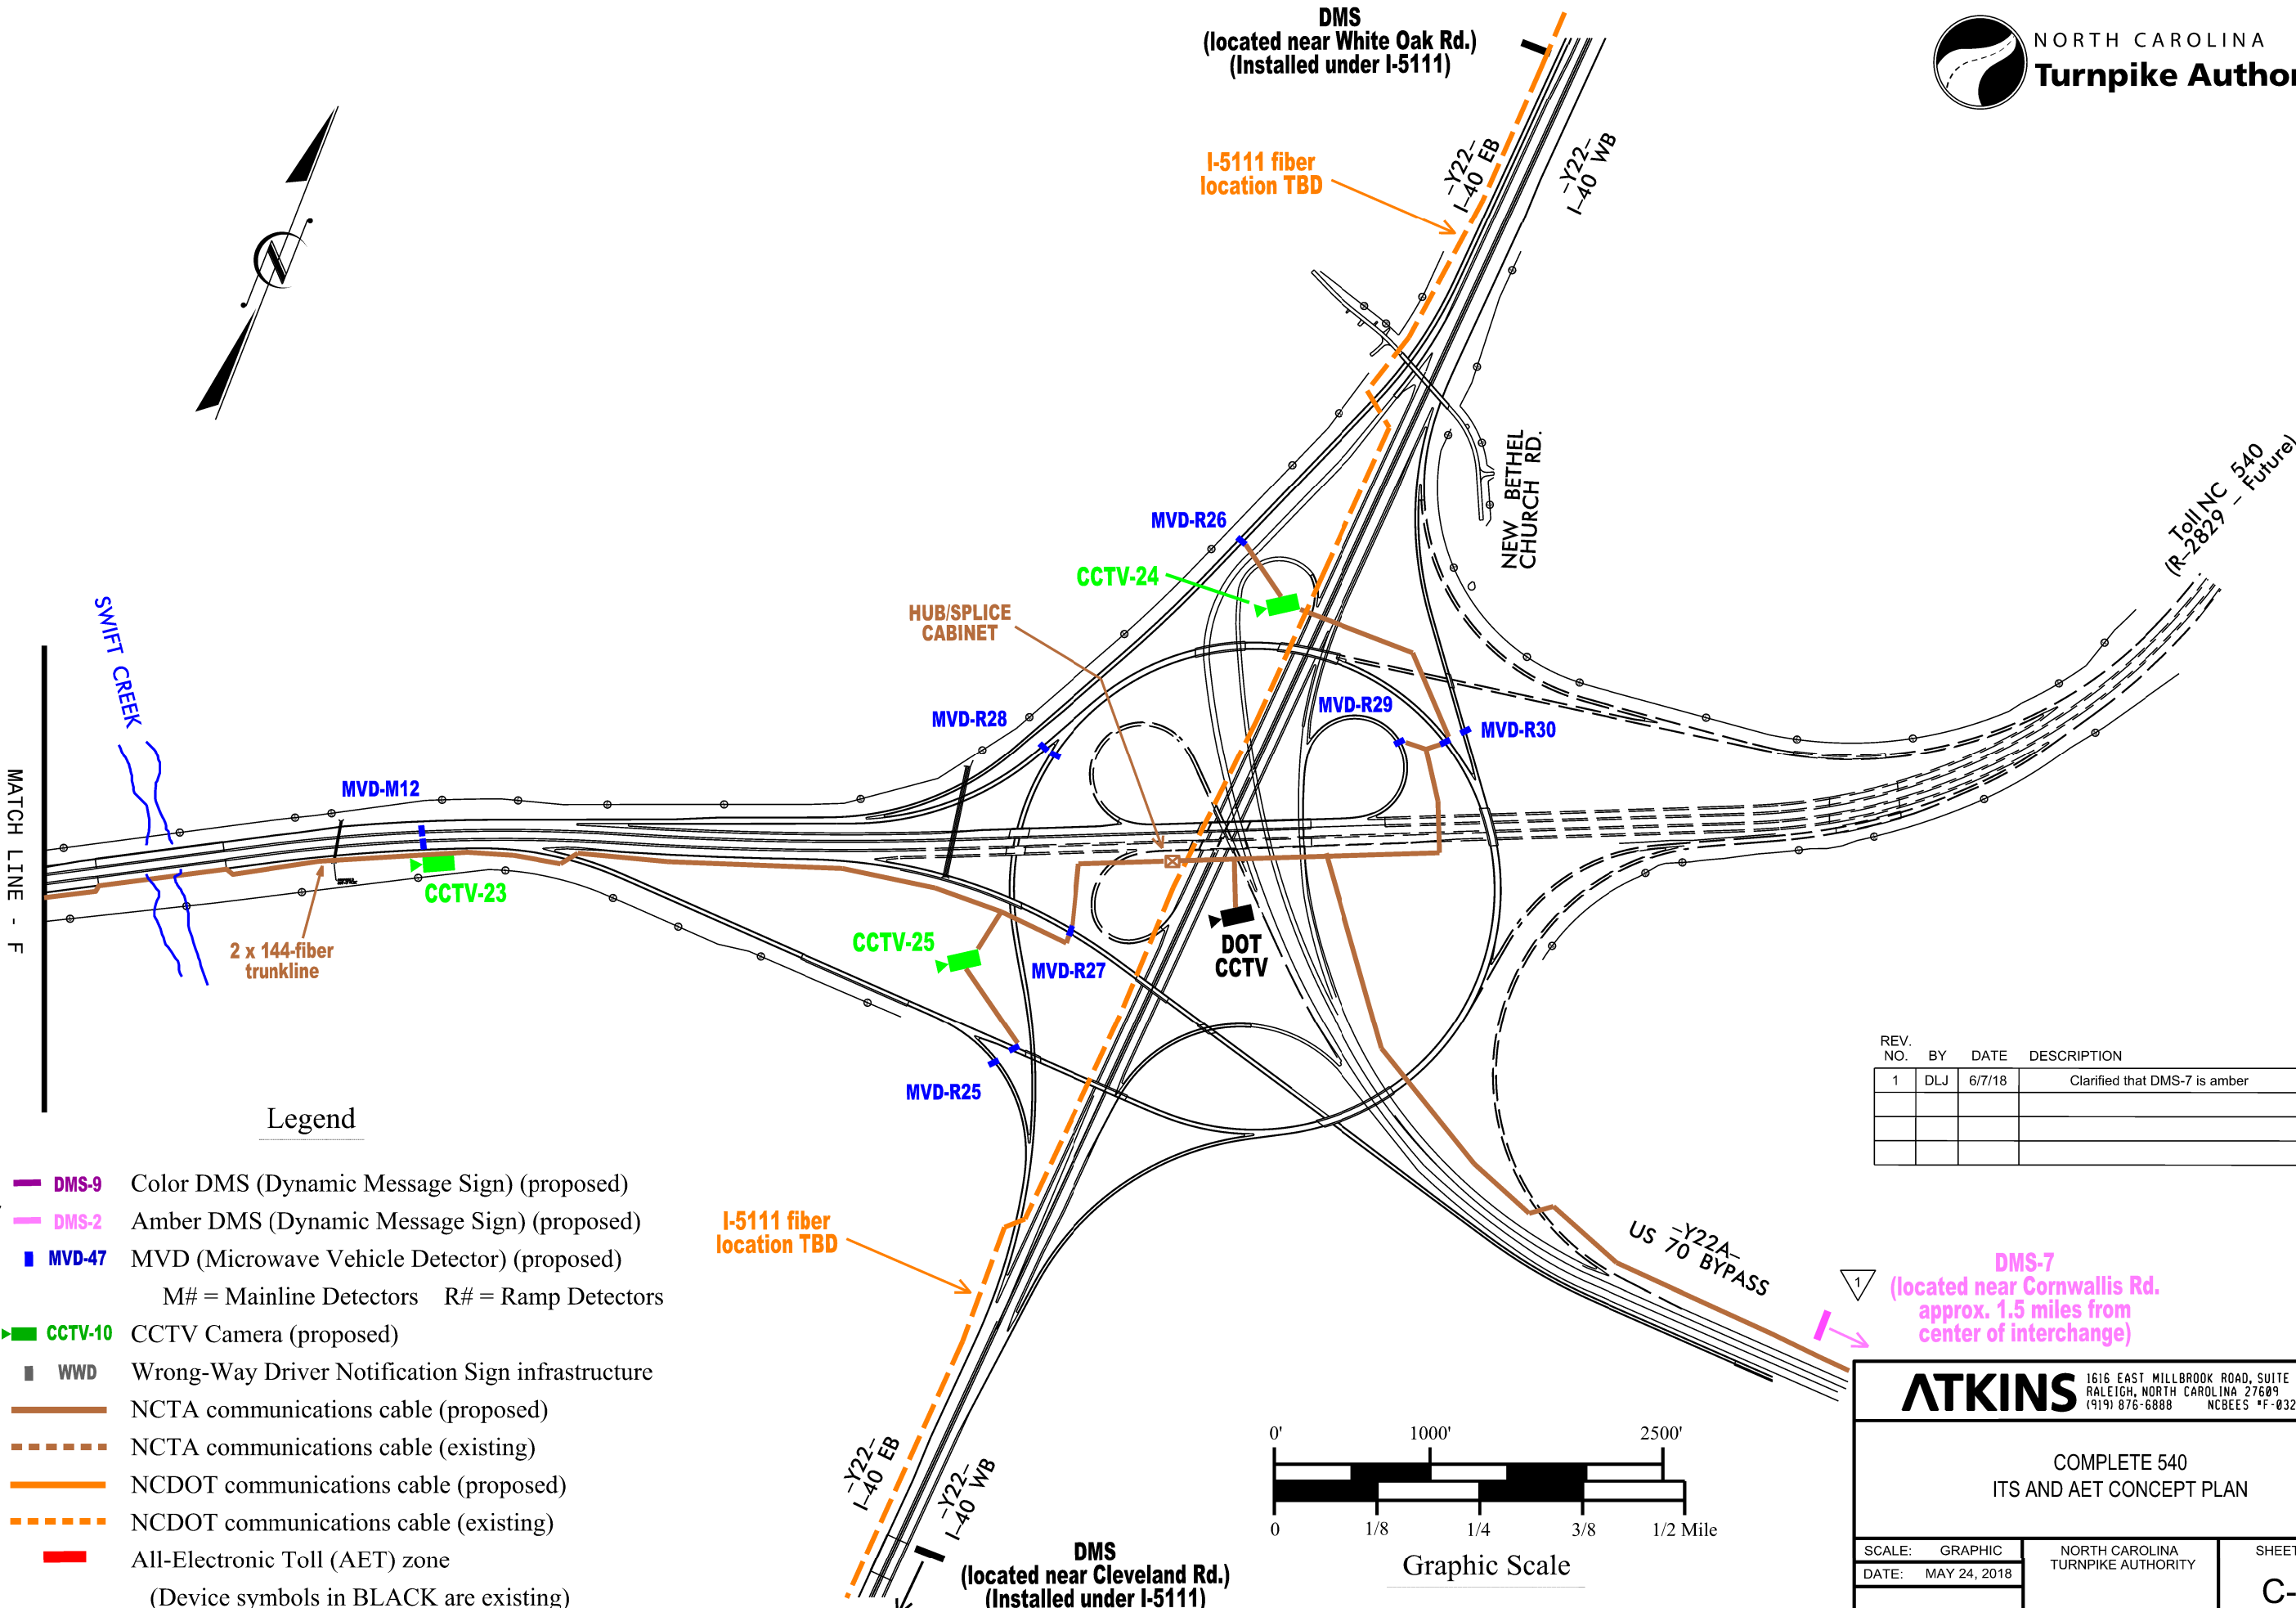 DMS
(located near White Oak Rd.)
(Installed under I-5111)
NORTH CAROLINA
Turnpike Author
I-5111 fiber
location TBD
-Y22-
I-40 EB
-Y22-
I-40 WB
NEW BETHEL
CHURCH RD.
Toll NC 540
(R-2829 - Future)
MVD-R26
CCTV-24
HUB/SPLICE
CABINET
SWIFT CREEK
MVD-R28
MVD-R29
MVD-R30
MATCH LINE - F
MVD-M12
CCTV-23
2 x 144-fiber
trunkline
CCTV-25
MVD-R27
DOT
CCTV
MVD-R25
REV.
NO. BY DATE DESCRIPTION
1 DLJ 6/7/18 Clarified that DMS-7 is amber
Legend
DMS-9 Color DMS (Dynamic Message Sign) (proposed)
DMS-2 Amber DMS (Dynamic Message Sign) (proposed)
MVD-47 MVD (Microwave Vehicle Detector) (proposed)
M# = Mainline Detectors R# = Ramp Detectors
CCTV-10 CCTV Camera (proposed)
WWD Wrong-Way Driver Notification Sign infrastructure
NCTA communications cable (proposed)
NCTA communications cable (existing)
NCDOT communications cable (proposed)
NCDOT communications cable (existing)
All-Electronic Toll (AET) zone
(Device symbols in BLACK are existing)
I-5111 fiber
location TBD
-Y22A-
US 70 BYPASS
1
DMS-7
(located near Cornwallis Rd.
approx. 1.5 miles from
center of interchange)
-Y22-
I-40 EB
-Y22-
I-40 WB
DMS
(located near Cleveland Rd.)
(Installed under I-5111)
0' 1000' 2500'
0 1/8 1/4 3/8 1/2 Mile
Graphic Scale
ATKINS
1616 EAST MILLBROOK ROAD, SUITE
RALEIGH, NORTH CAROLINA 27609
(919) 876-6888 NCBEES #F-032
COMPLETE 540
ITS AND AET CONCEPT PLAN
SCALE: GRAPHIC
DATE: MAY 24, 2018
NORTH CAROLINA
TURNPIKE AUTHORITY
SHEET
C-